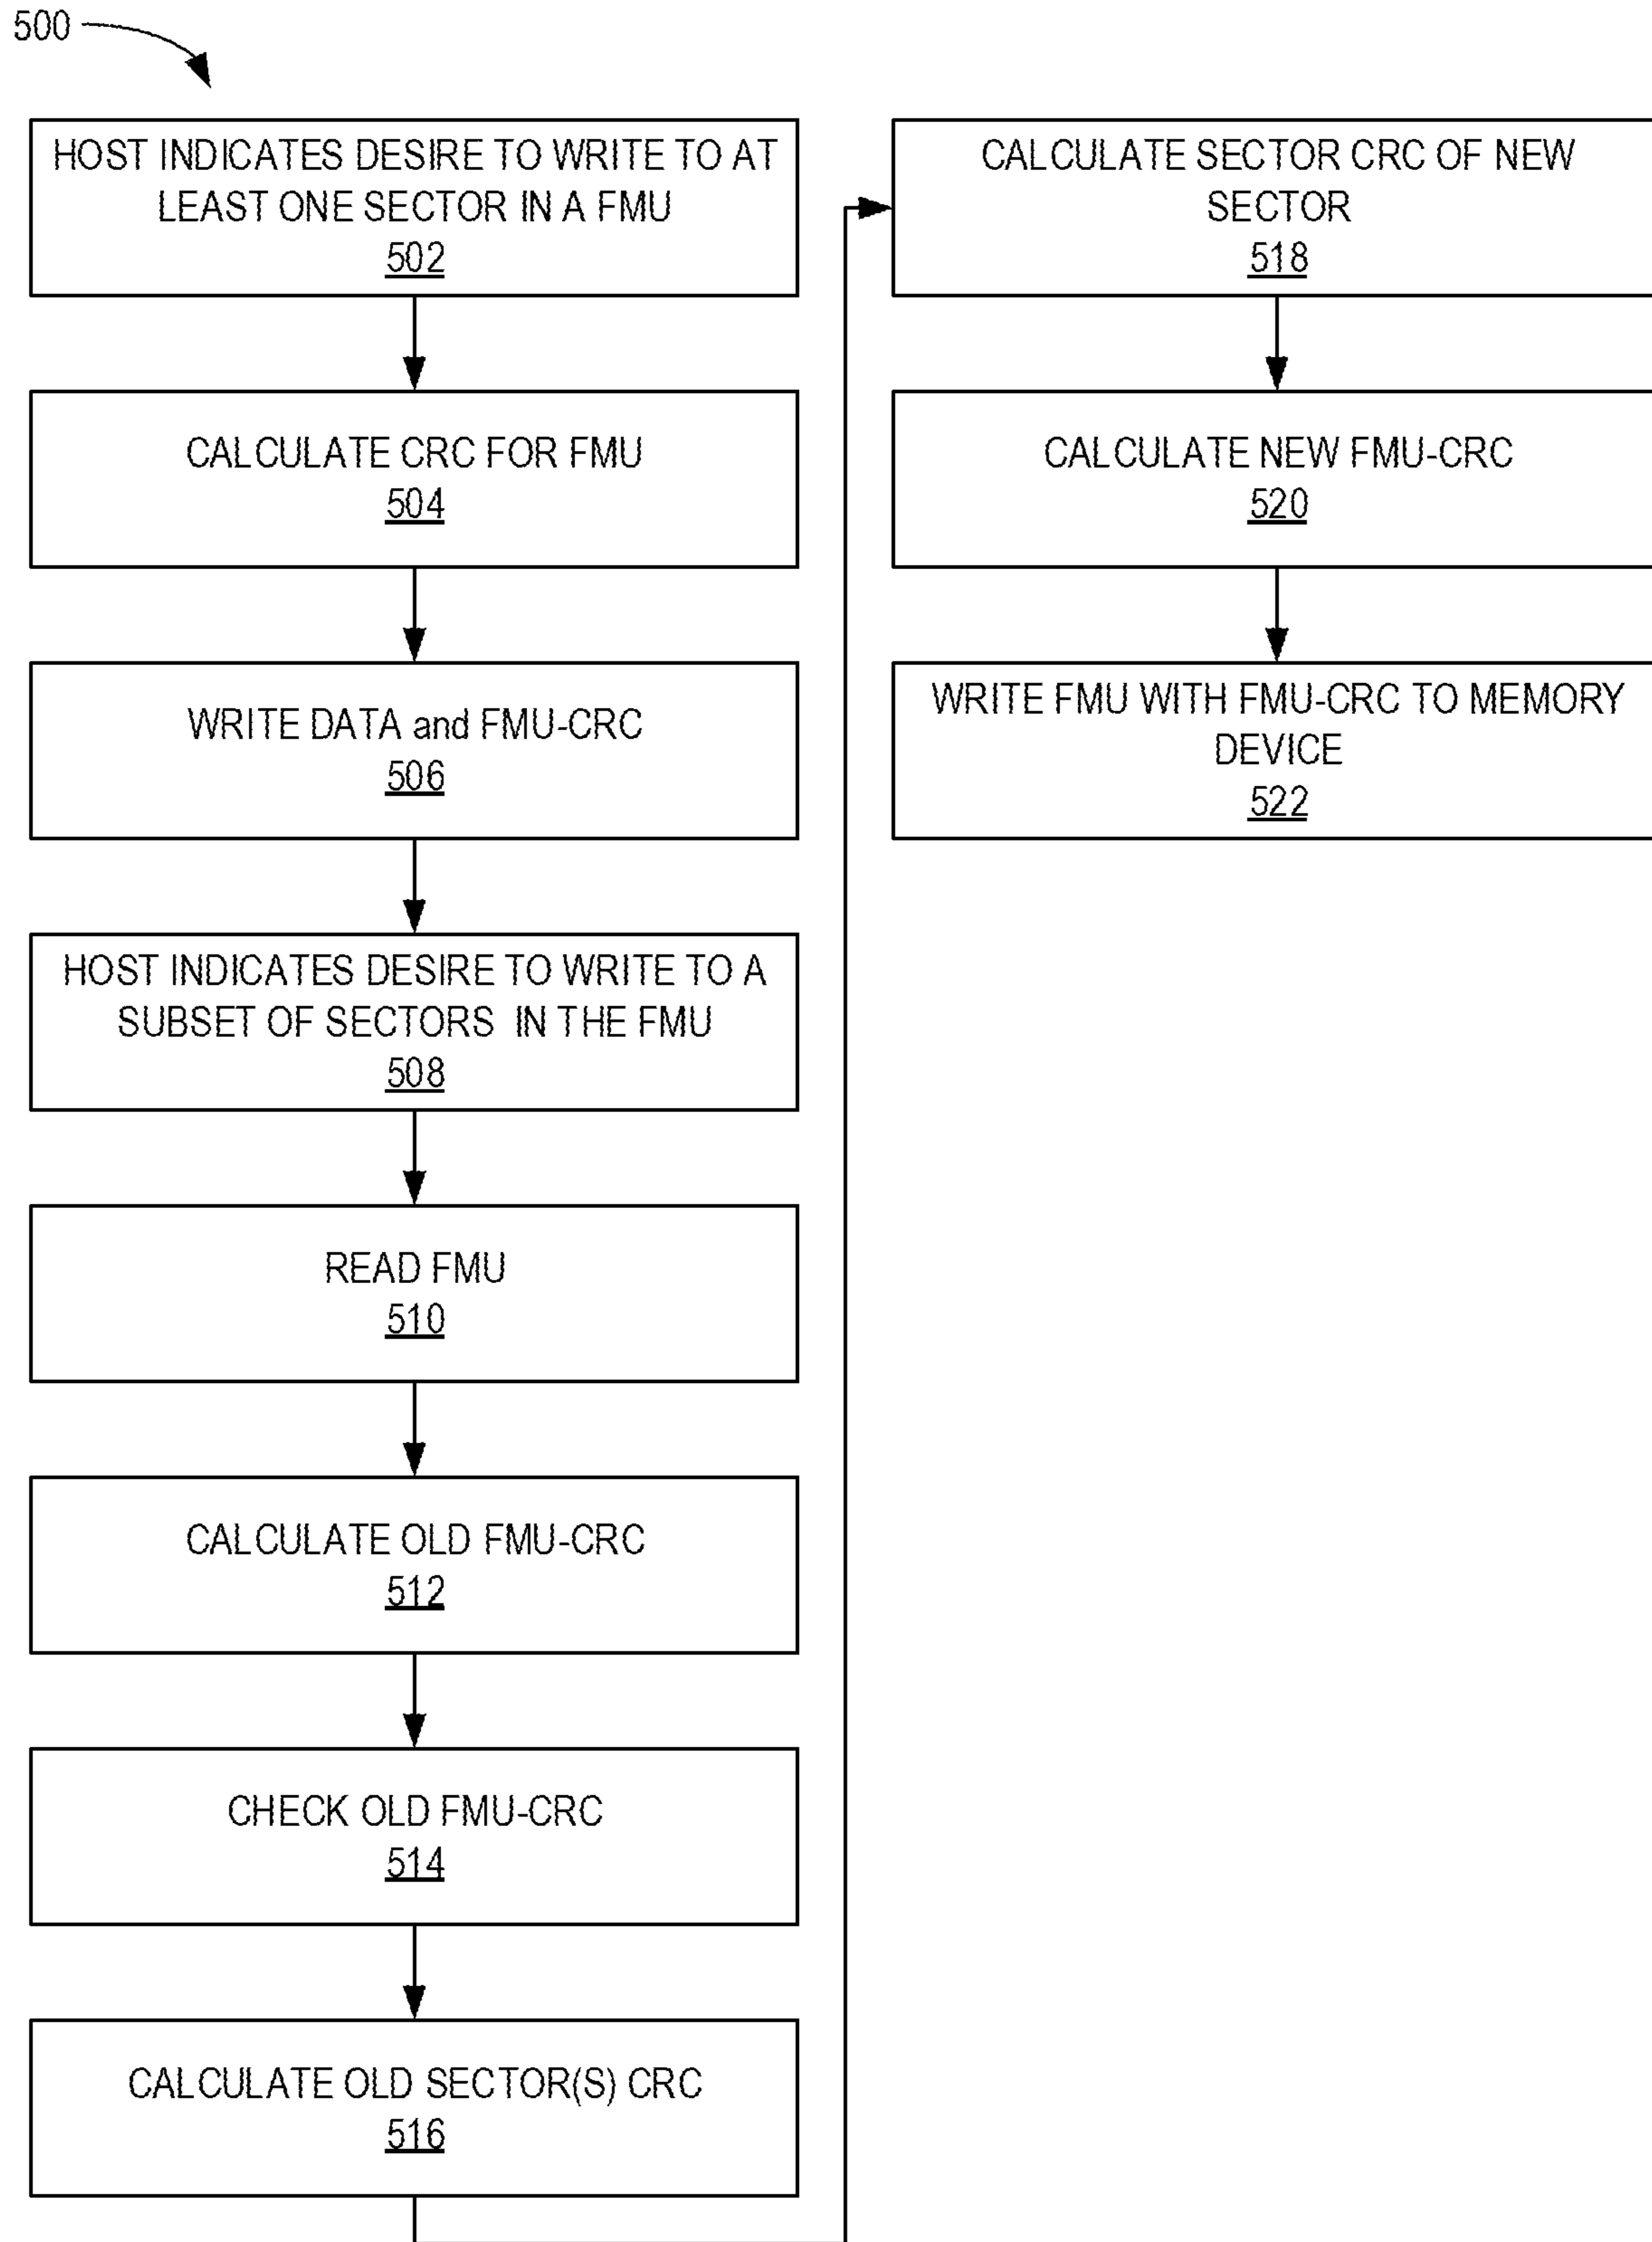 500
HOST INDICATES DESIRE TO WRITE TO AT
LEAST ONE SECTOR IN A FMU
502
CALCULATE CRC FOR FMU
504
WRITE DATA and FMU-CRC
506
HOST INDICATES DESIRE TO WRITE TO A
SUBSET OF SECTORS IN THE FMU
508
READ FMU
510
CALCULATE OLD FMU-CRC
512
CHECK OLD FMU-CRC
514
CALCULATE OLD SECTOR(S) CRC
516
CALCULATE SECTOR CRC OF NEW
SECTOR
518
CALCULATE NEW FMU-CRC
520
WRITE FMU WITH FMU-CRC TO MEMORY
DEVICE
522